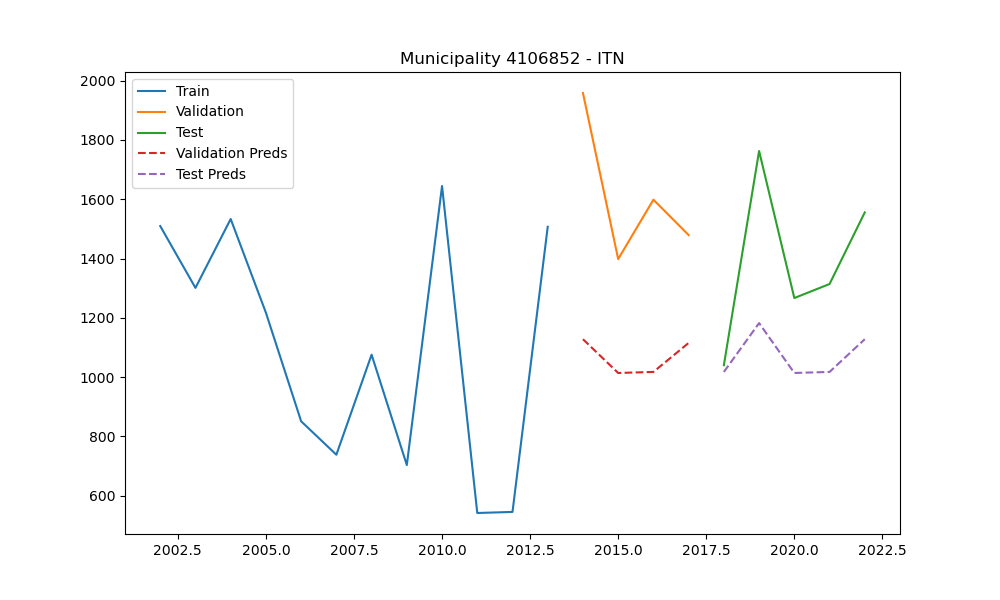 Municipality 4106852 - ITN
2000
1800
1600
1400
1200
1000
800
600
Train
Validation
Test
Validation Preds
Test Preds
2002.5 2005.0 2007.5 2010.0 2012.5 2015.0 2017.5 2020.0 2022.5